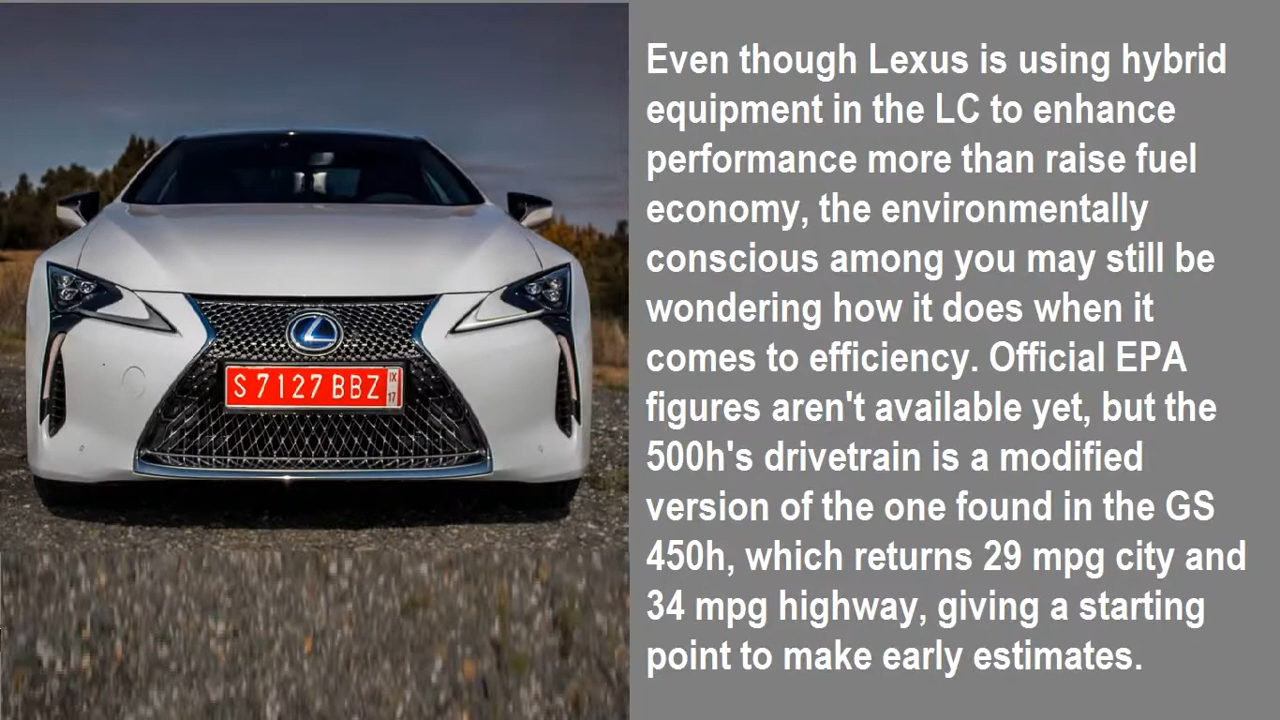 S 7127 BBZ
IX
17
Even though Lexus is using hybrid
equipment in the LC to enhance
performance more than raise fuel
economy, the environmentally
conscious among you may still be
wondering how it does when it
comes to efficiency. Official EPA
figures aren't available yet, but the
500h's drivetrain is a modified
version of the one found in the GS
450h, which returns 29 mpg city and
34 mpg highway, giving a starting
point to make early estimates.